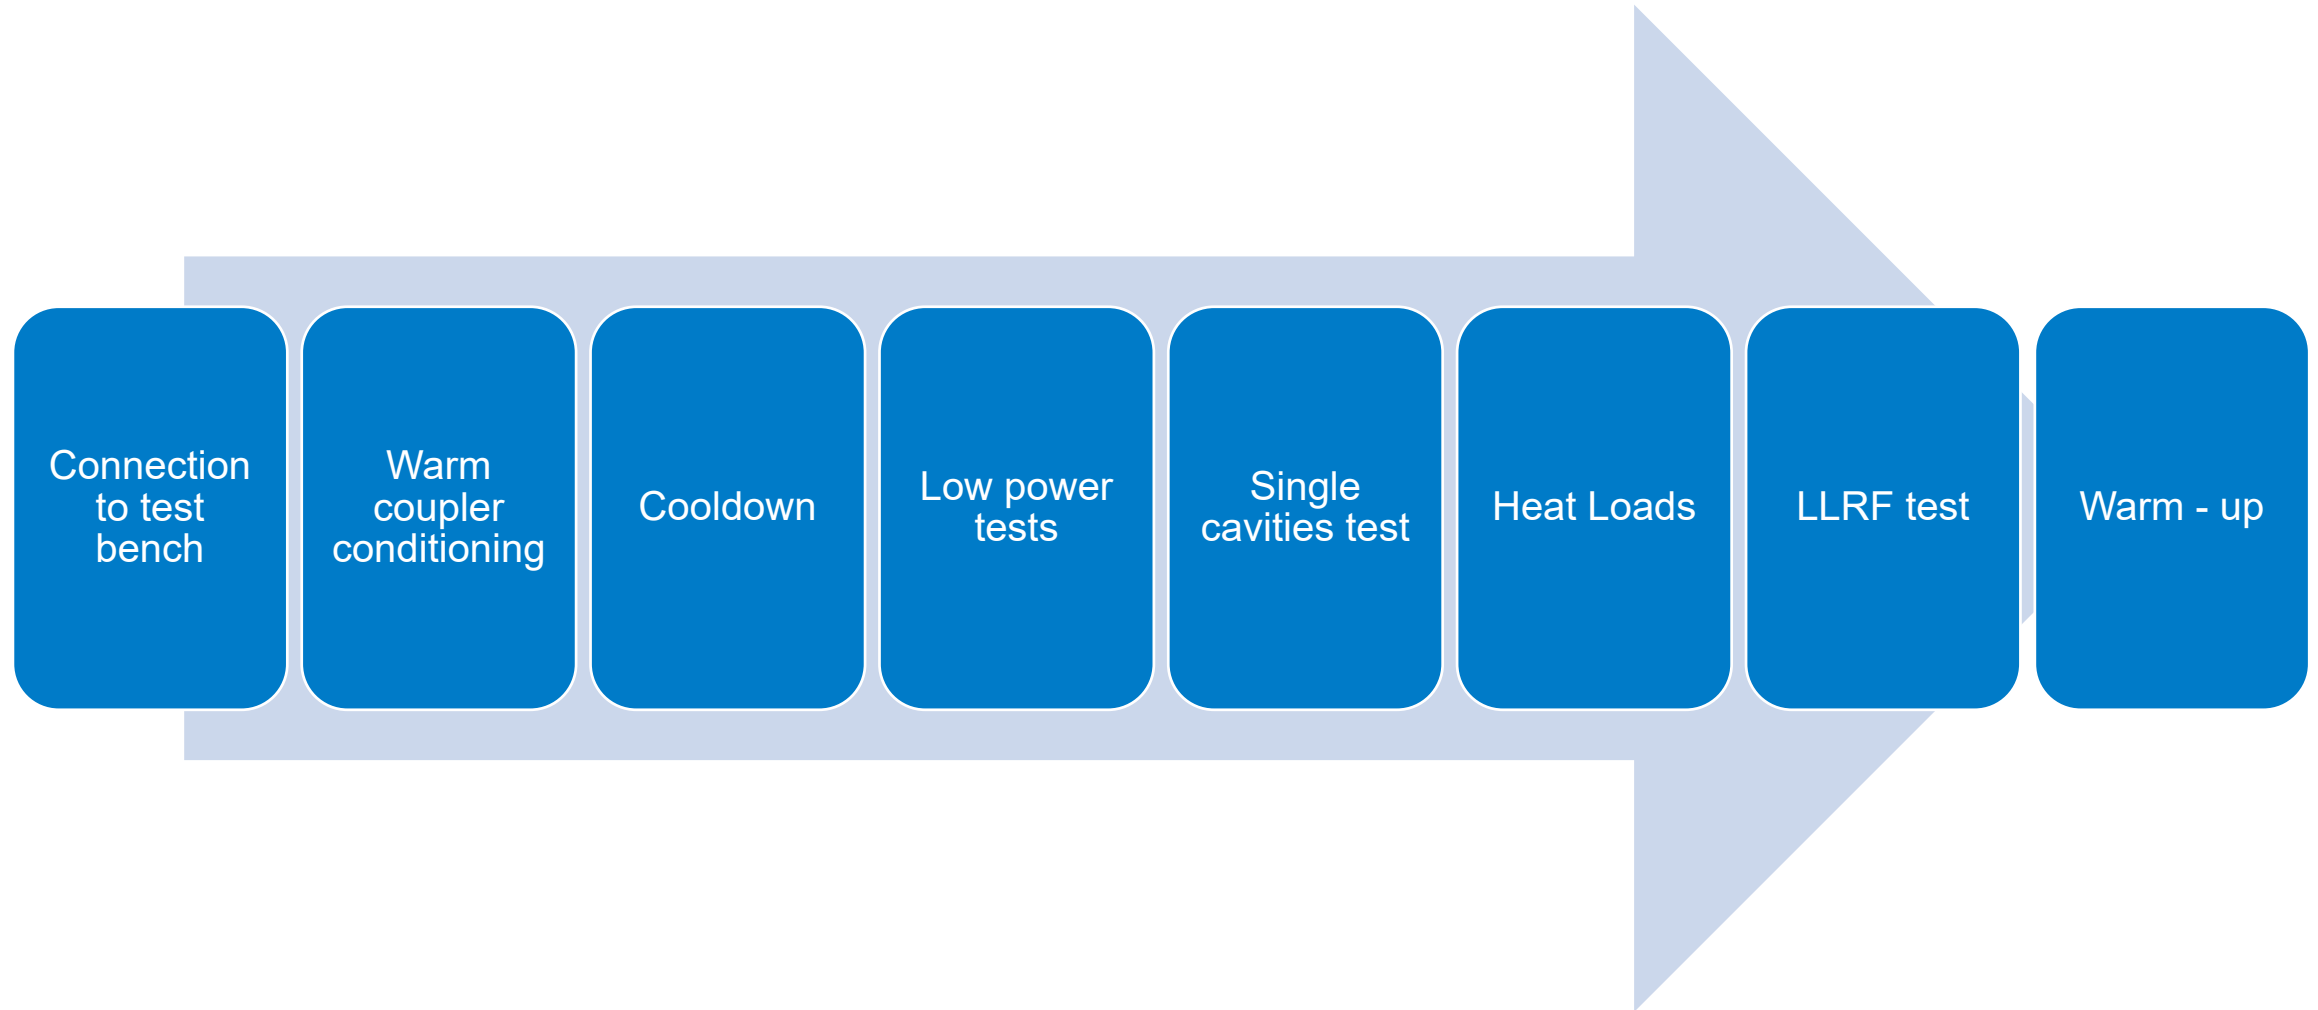 Connection
to test
bench
Warm
coupler
conditioning
Cooldown
Low power
tests
Single
cavities test
Heat Loads
LLRF test
Warm - up